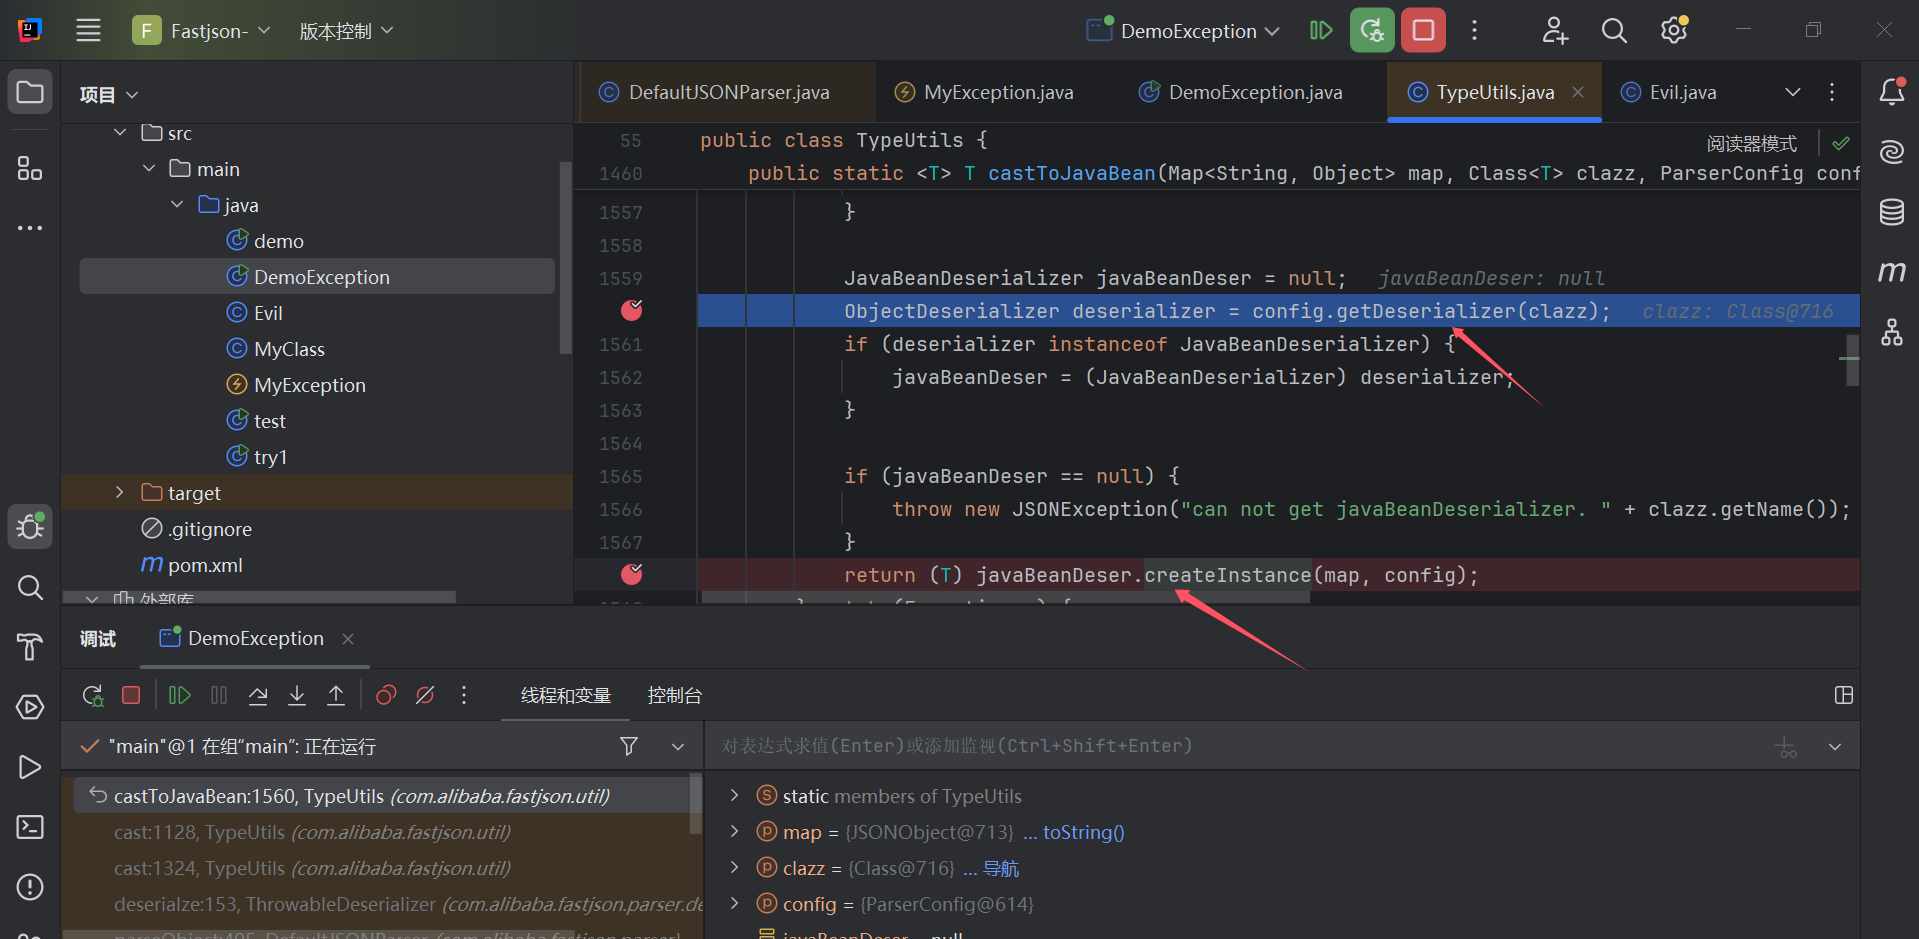 F Fastjson- 版本控制 DemoException
项目
DefaultJSONParser.java MyException.java DemoException.java TypeUtils.java Evil.java
src
main
java
demo
DemoException
Evil
MyClass
MyException
test
try1
target
.gitignore
pom.xml
外部库
阅读器模式
55 public class TypeUtils {
1460 public static <T> T castToJavaBean(Map<String, Object> map, Class<T> clazz, ParserConfig conf
1557 }
1558
1559 JavaBeanDeserializer javaBeanDeser = null; javaBeanDeser: null
ObjectDeserializer deserializer = config.getDeserializer(clazz); clazz: Class@716
1561 if (deserializer instanceof JavaBeanDeserializer) {
1562 javaBeanDeser = (JavaBeanDeserializer) deserializer;
1563 }
1564
1565 if (javaBeanDeser == null) {
1566 throw new JSONException("can not get javaBeanDeserializer. " + clazz.getName());
1567 }
return (T) javaBeanDeser.createInstance(map, config);
调试 DemoException
线程和变量 控制台
"main"@1 在组"main": 正在运行
对表达式求值(Enter)或添加监视(Ctrl+Shift+Enter)
castToJavaBean:1560, TypeUtils (com.alibaba.fastjson.util)
cast:1128, TypeUtils (com.alibaba.fastjson.util)
cast:1324, TypeUtils (com.alibaba.fastjson.util)
deserialze:153, ThrowableDeserializer (com.alibaba.fastjson.parser.de
static members of TypeUtils
map = {JSONObject@713} ... toString()
clazz = {Class@716} ... 导航
config = {ParserConfig@614}
javaBeanDeser = null